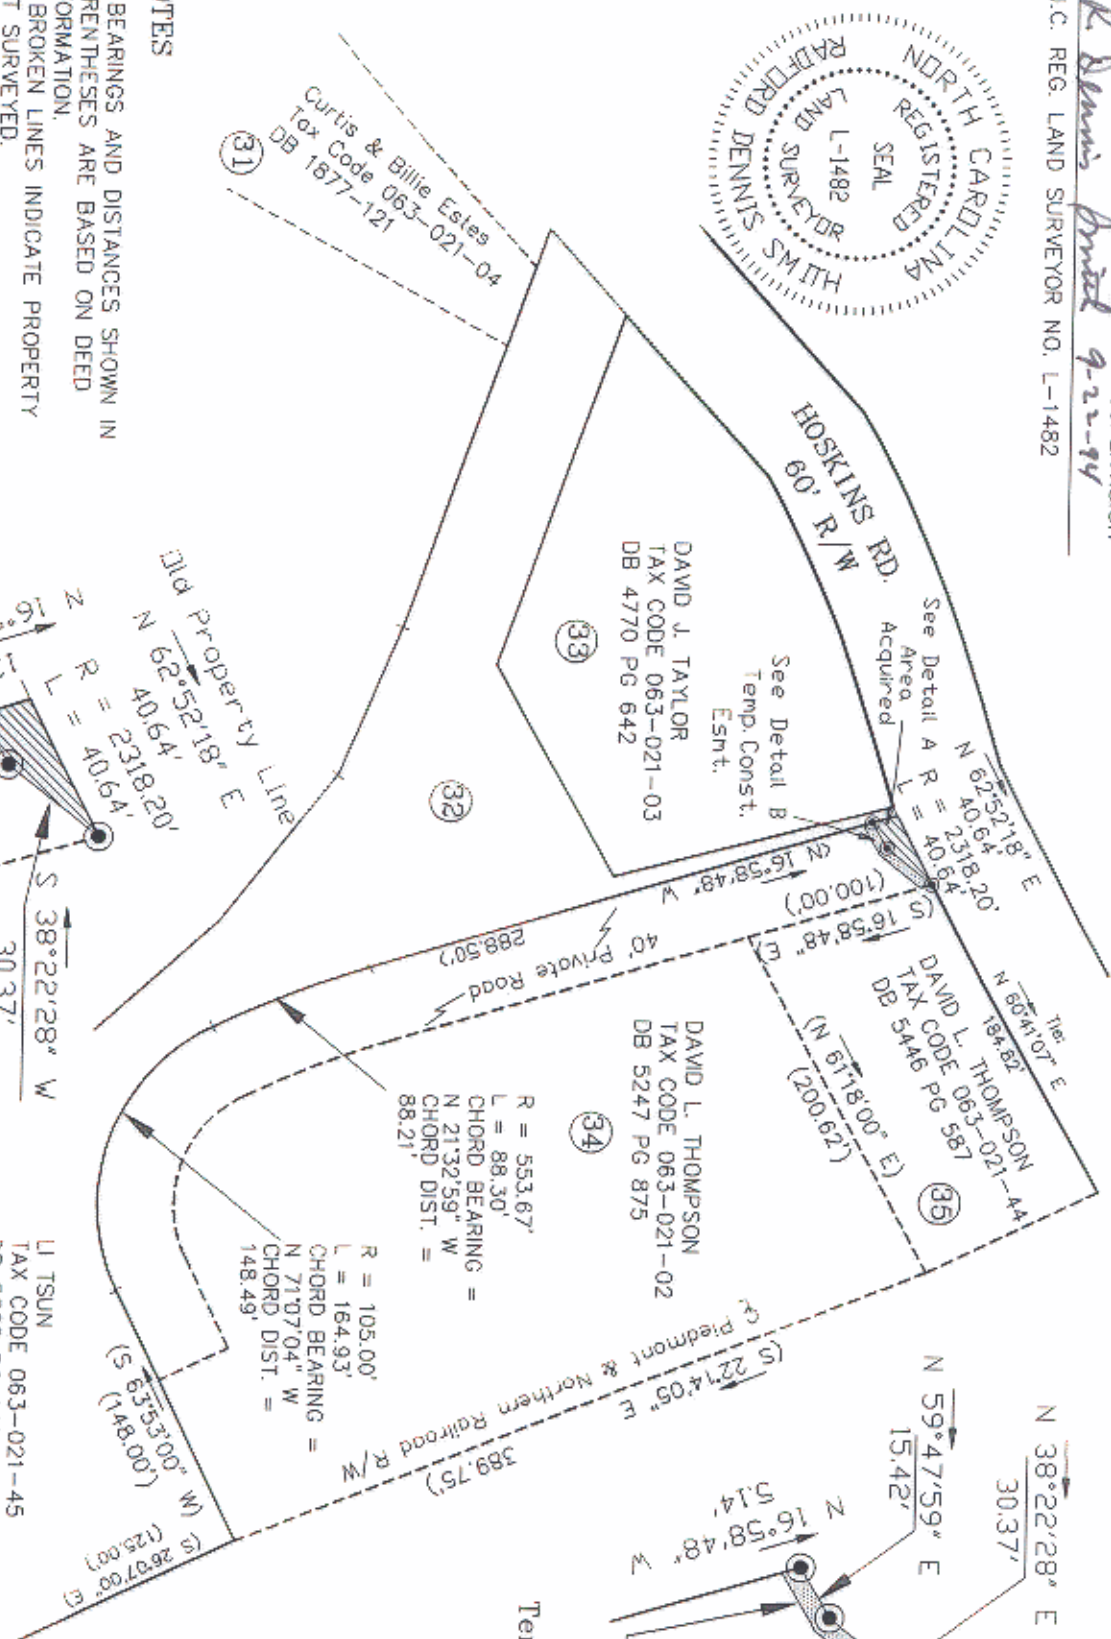 K. Dennis Smith 9-22-94
N.C. REG. LAND SURVEYOR NO. L-1482
NORTH CAROLINA
REGISTERED
SEAL
L-1482
LAND SURVEYOR
RADFORD DENNIS SMITH
NOTES
BEARINGS AND DISTANCES SHOWN IN
PARENTHESES ARE BASED ON DEED
INFORMATION.
BROKEN LINES INDICATE PROPERTY
NOT SURVEYED.
Curtis & Billie Estes
Tax Code 063-021-04
DB 1877-121
31
HOSKINS RD.
60' R/W
See Detail A
Area
Acquired
N 62°52'18" E
40.64'
R = 2318.20'
L = 40.64'
DAVID J. TAYLOR
TAX CODE 063-021-03
DB 4770 PG 642
33
See Detail B
Temp. Const.
Esmt.
32
(N 16°58'48" W
288.50')
(100.00')
(S 16°58'48" E)
40' Private Road
Tie:
N 60°41'07" E
184.82'
DAVID L. THOMPSON
TAX CODE 063-021-44
DB 5446 PG 587
35
(N 61°18'00" E)
(200.62')
DAVID L. THOMPSON
TAX CODE 063-021-02
DB 5247 PG 875
34
R = 553.67'
L = 88.30'
CHORD BEARING =
N 21°32'59" W
CHORD DIST. =
88.21'
R = 105.00'
L = 164.93'
CHORD BEARING =
N 71°07'04" W
CHORD DIST. =
148.49'
℄ Piedmont & Northern Railroad R/W
(S 22°14'05" E
389.75')
(S 63°53'00" W)
(148.00')
(S 26°07'00" E)
(125.00')
LI TSUN
TAX CODE 063-021-45
Old Property Line
N 62°52'18" E
40.64'
R = 2318.20'
L = 40.64'
S 38°22'28" W
30.37'
N 38°22'28" E
30.37'
N 59°47'59" E
15.42'
N 16°58'48" W
5.14'